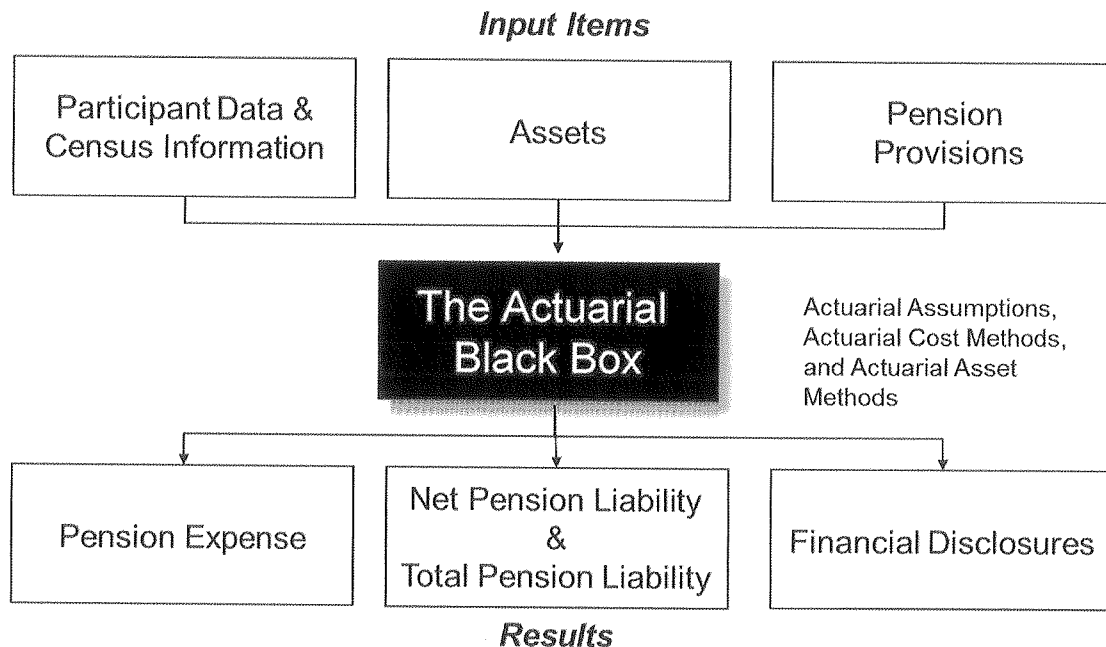 Input Items
Participant Data &
Census Information
Assets
Pension
Provisions
The Actuarial
Black Box
Actuarial Assumptions,
Actuarial Cost Methods,
and Actuarial Asset
Methods
Pension Expense
Net Pension Liability
&
Total Pension Liability
Financial Disclosures
Results